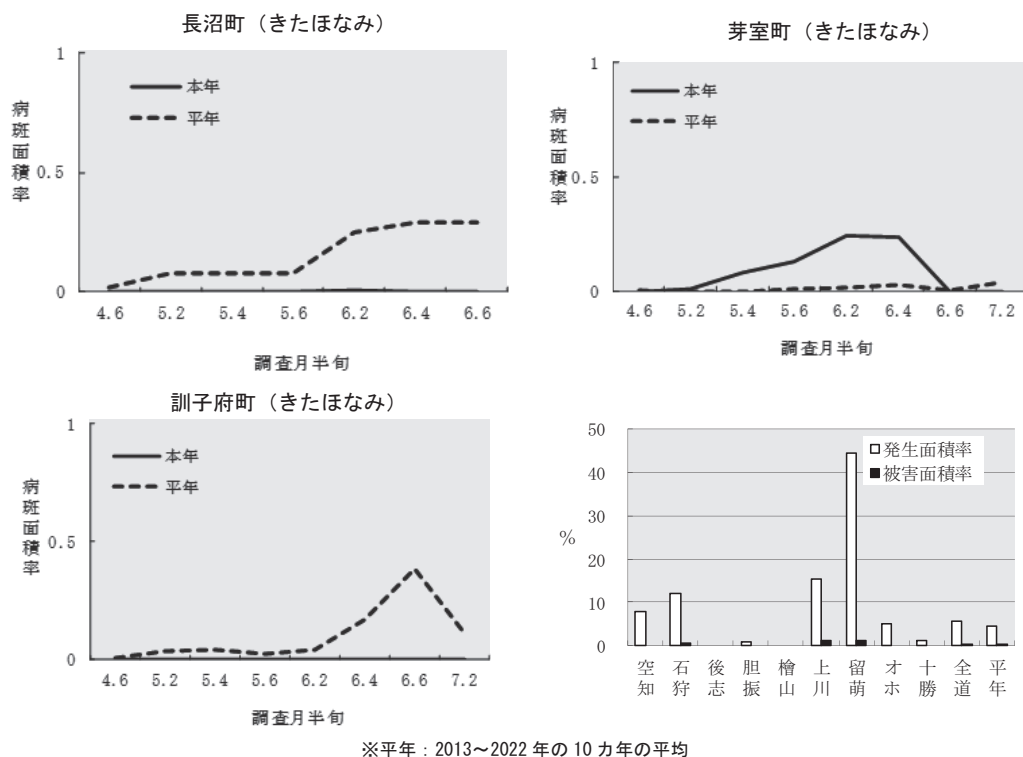 長沼町（きたほなみ）
1
0.5
0
病斑面積率
本年
平年
4.6 5.2 5.4 5.6 6.2 6.4 6.6
調査月半旬
芽室町（きたほなみ）
1
0.5
0
病斑面積率
本年
平年
4.6 5.2 5.4 5.6 6.2 6.4 6.6 7.2
調査月半旬
訓子府町（きたほなみ）
1
0.5
0
病斑面積率
本年
平年
4.6 5.2 5.4 5.6 6.2 6.4 6.6 7.2
調査月半旬
50
40
30
20
10
0
%
発生面積率
被害面積率
空知 石狩 後志 胆振 檜山 上川 留萌 オホ 十勝 全道 平年
※平年：2013～2022 年の 10 カ年の平均